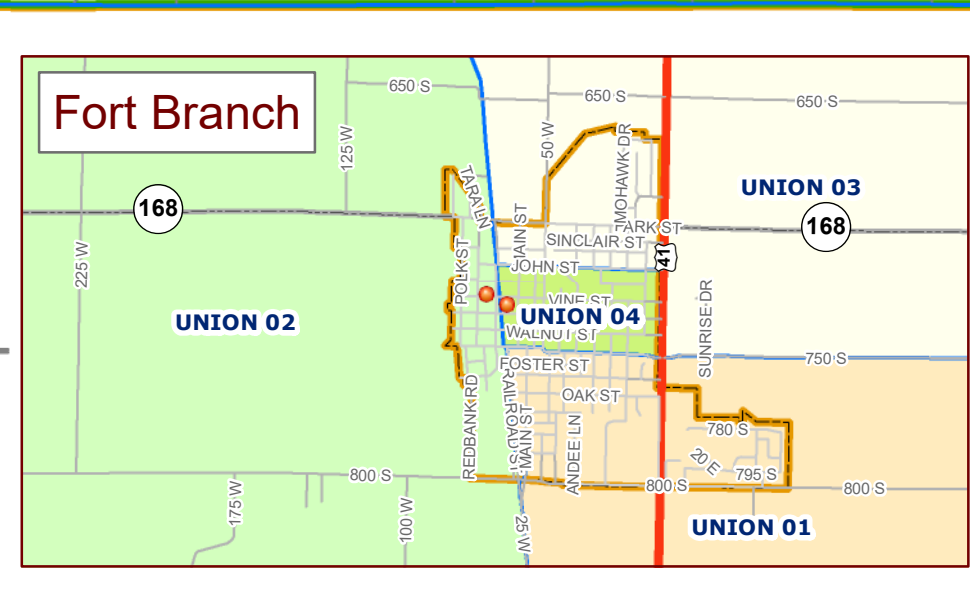 Fort Branch
650 S
650 S
650 S
125 W
50 W
MOHAWK DR
TARA LN
UNION 03
168
168
MAIN ST
PARK ST
SINCLAIR ST
225 W
POLK ST
JOHN ST
41
SUNRISE DR
VINE ST
UNION 02
UNION 04
WALNUT ST
750 S
FOSTER ST
REDBANK RD
RAILROAD ST
MAIN ST
OAK ST
ANDEE LN
780 S
20 E
795 S
800 S
800 S
800 S
175 W
100 W
25 W
UNION 01